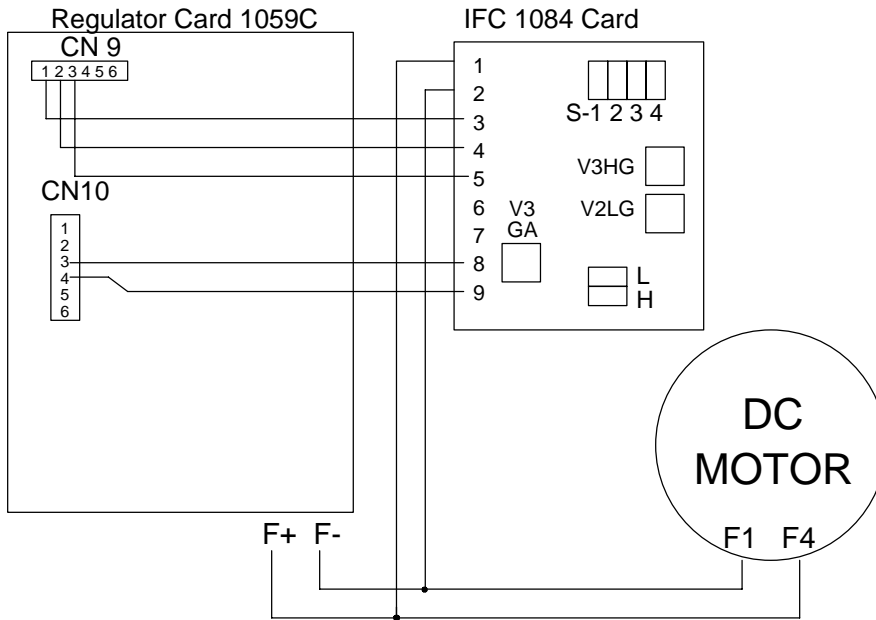 Regulator Card 1059C
CN 9
1 2 3 4 5 6
CN10
1
2
3
4
5
6
F+ F-
IFC 1084 Card
1
2
3
4
5
6
7
8
9
S-1 2 3 4
V3HG
V2LG
V3
GA
L
H
DC
MOTOR
F1 F4